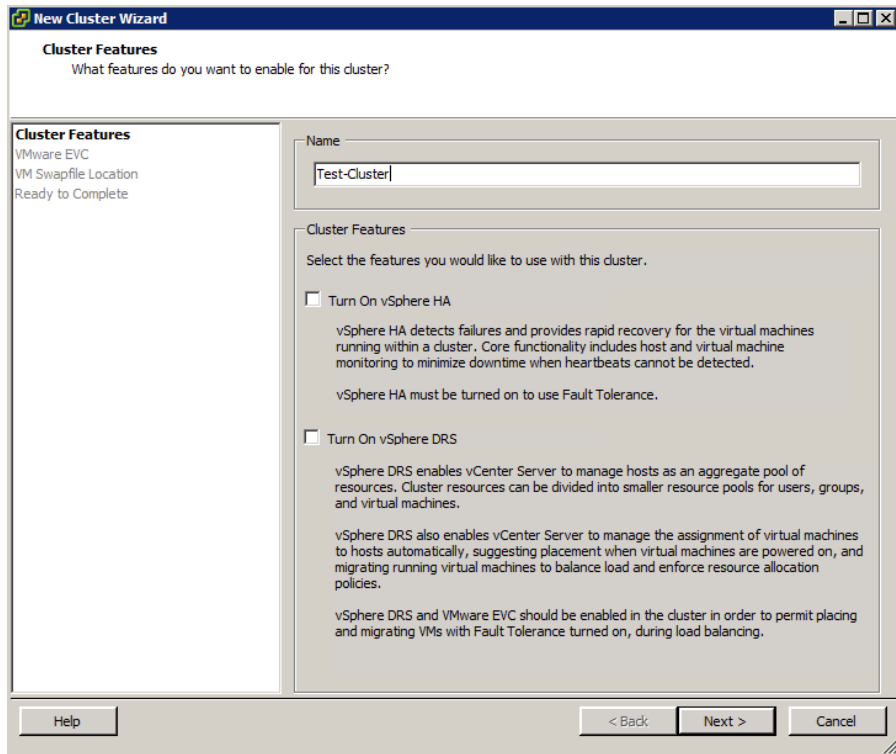 New Cluster Wizard
Cluster Features
What features do you want to enable for this cluster?
Cluster Features
VMware EVC
VM Swapfile Location
Ready to Complete
Name
Test-Cluster
Cluster Features
Select the features you would like to use with this cluster.
Turn On vSphere HA
vSphere HA detects failures and provides rapid recovery for the virtual machines
running within a cluster. Core functionality includes host and virtual machine
monitoring to minimize downtime when heartbeats cannot be detected.
vSphere HA must be turned on to use Fault Tolerance.
Turn On vSphere DRS
vSphere DRS enables vCenter Server to manage hosts as an aggregate pool of
resources. Cluster resources can be divided into smaller resource pools for users, groups,
and virtual machines.
vSphere DRS also enables vCenter Server to manage the assignment of virtual machines
to hosts automatically, suggesting placement when virtual machines are powered on, and
migrating running virtual machines to balance load and enforce resource allocation
policies.
vSphere DRS and VMware EVC should be enabled in the cluster in order to permit placing
and migrating VMs with Fault Tolerance turned on, during load balancing.
Help
< Back
Next >
Cancel